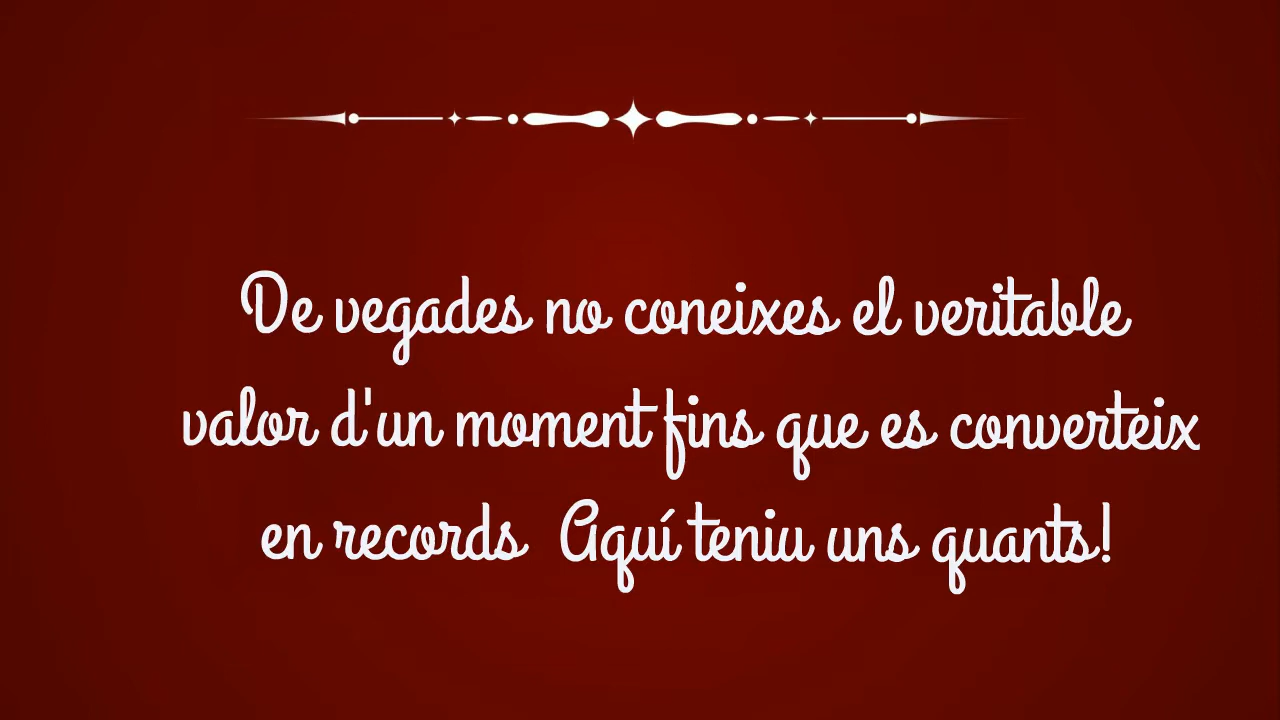 De vegades no coneixes el veritable
valor d'un moment fins que es converteix
en records  Aquí teniu uns quants!